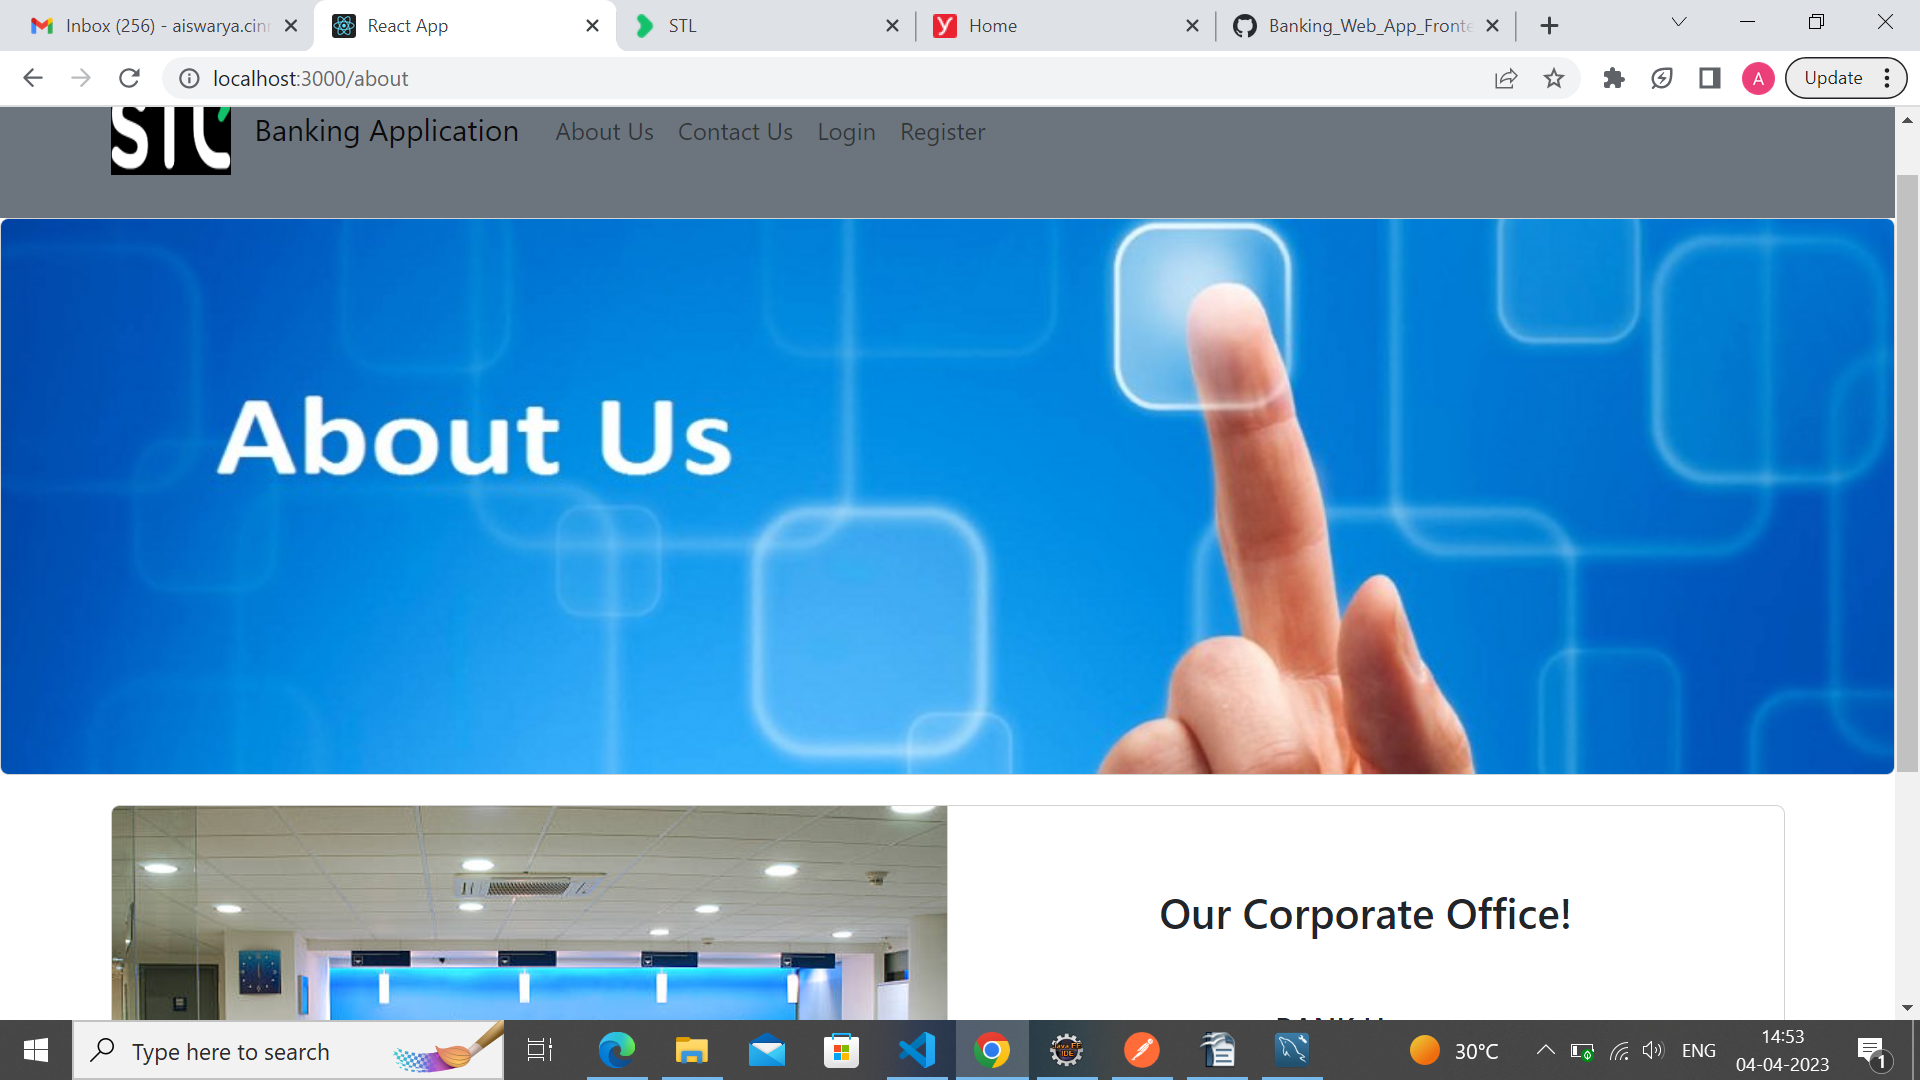 Inbox (256) - aiswarya.cinn
React App
STL
Home
Banking_Web_App_Fronte
localhost:3000/about
A
Update
STL
Banking Application
About Us
Contact Us
Login
Register
About Us
Our Corporate Office!
Type here to search
30°C
ENG
14:53
04-04-2023
1